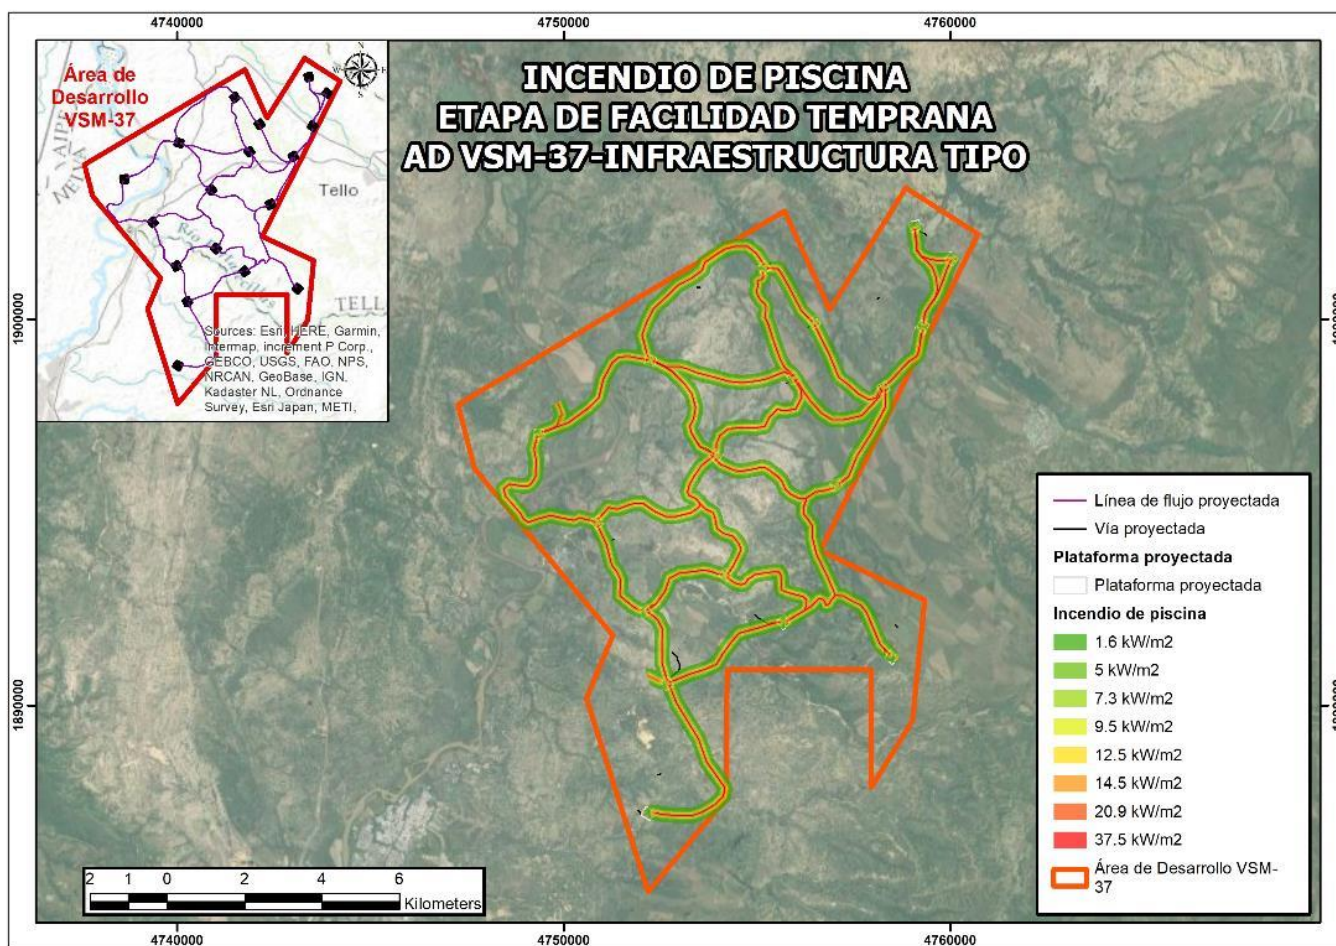 4740000
4750000
4760000
INCENDIO DE PISCINA
ETAPA DE FACILIDAD TEMPRANA
AD VSM-37-INFRAESTRUCTURA TIPO
Área de
Desarrollo
VSM-37
N
W
E
S
AIPE
NEIVA
Tello
Río
TELL
Sources: Esri, HERE, Garmin,
Intermap, increment P Corp.,
GEBCO, USGS, FAO, NPS,
NRCAN, GeoBase, IGN,
Kadaster NL, Ordnance
Survey, Esri Japan, METI,
1900000
1900000
1890000
1890000
Línea de flujo proyectada
Vía proyectada
Plataforma proyectada
Plataforma proyectada
Incendio de piscina
1.6 kW/m2
5 kW/m2
7.3 kW/m2
9.5 kW/m2
12.5 kW/m2
14.5 kW/m2
20.9 kW/m2
37.5 kW/m2
Área de Desarrollo VSM-
37
2 1 0 2 4 6
Kilometers
4740000
4750000
4760000